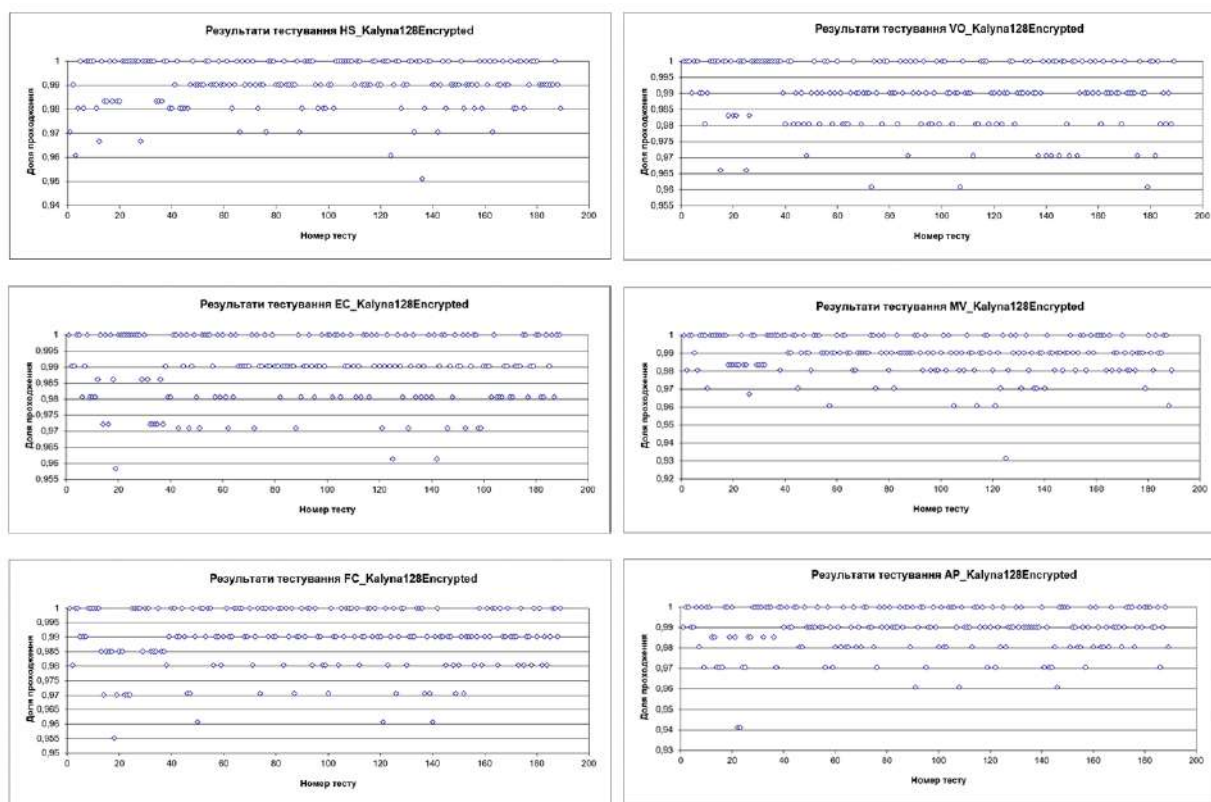 Результати тестування HS_Kalyna128Encrypted
Доля проходження
1
0,99
0,98
0,97
0,96
0,95
0,94
0 20 40 60 80 100 120 140 160 180 200
Номер тесту
Результати тестування VO_Kalyna128Encrypted
Доля проходження
1
0,995
0,99
0,985
0,98
0,975
0,97
0,965
0,96
0,955
0 20 40 60 80 100 120 140 160 180 200
Номер тесту
Результати тестування EC_Kalyna128Encrypted
Доля проходження
1
0,995
0,99
0,985
0,98
0,975
0,97
0,965
0,96
0,955
0 20 40 60 80 100 120 140 160 180 200
Номер тесту
Результати тестування MV_Kalyna128Encrypted
Доля проходження
1
0,99
0,98
0,97
0,96
0,95
0,94
0,93
0,92
0 20 40 60 80 100 120 140 160 180 200
Номер тесту
Результати тестування FC_Kalyna128Encrypted
Доля проходження
1
0,995
0,99
0,985
0,98
0,975
0,97
0,965
0,96
0,955
0,95
0 20 40 60 80 100 120 140 160 180 200
Номер тесту
Результати тестування AP_Kalyna128Encrypted
Доля проходження
1
0,99
0,98
0,97
0,96
0,95
0,94
0,93
0 20 40 60 80 100 120 140 160 180 200
Номер тесту